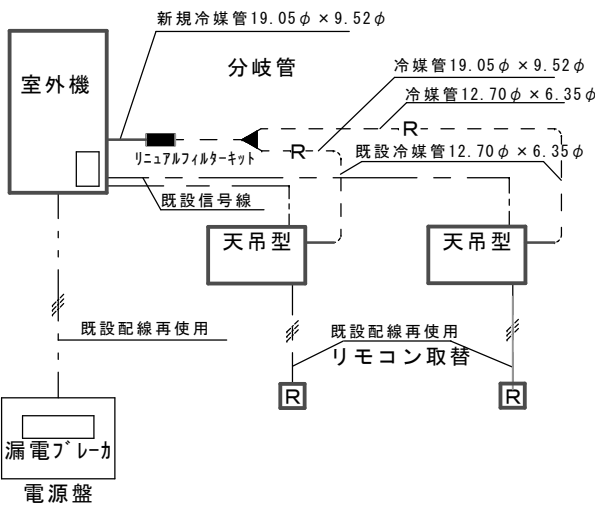 新規冷媒管19.05φ×9.52φ
分岐管
冷媒管19.05φ×9.52φ
室外機
冷媒管12.70φ×6.35φ
R
リニュアルフィルターキット
R
既設冷媒管12.70φ×6.35φ
既設信号線
天吊型
天吊型
既設配線再使用
既設配線再使用
リモコン取替
R
R
漏電ブレーカ
電源盤